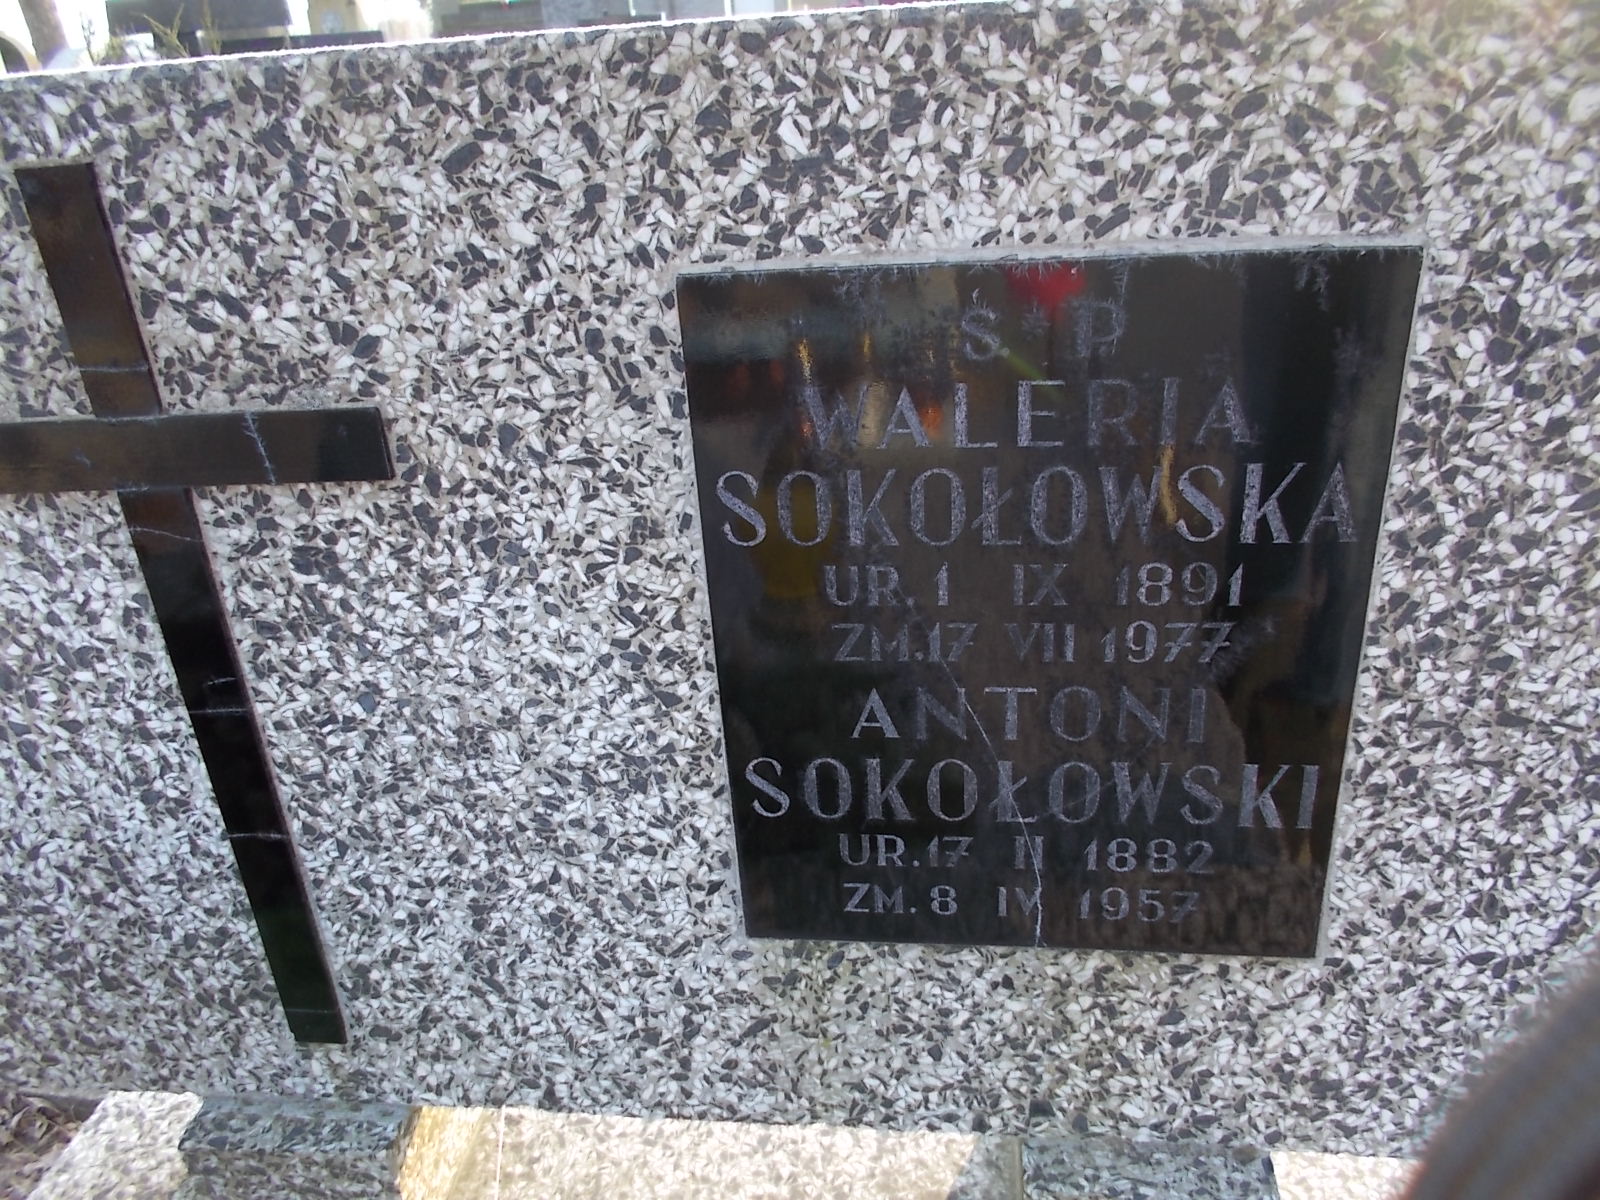 Ś * P
WALERIA
SOKOŁOWSKA
UR. 1 IX 1891
ZM. 17 VII 1977
ANTONI
SOKOŁOWSKI
UR. 17 II 1882
ZM. 8 IV 1957